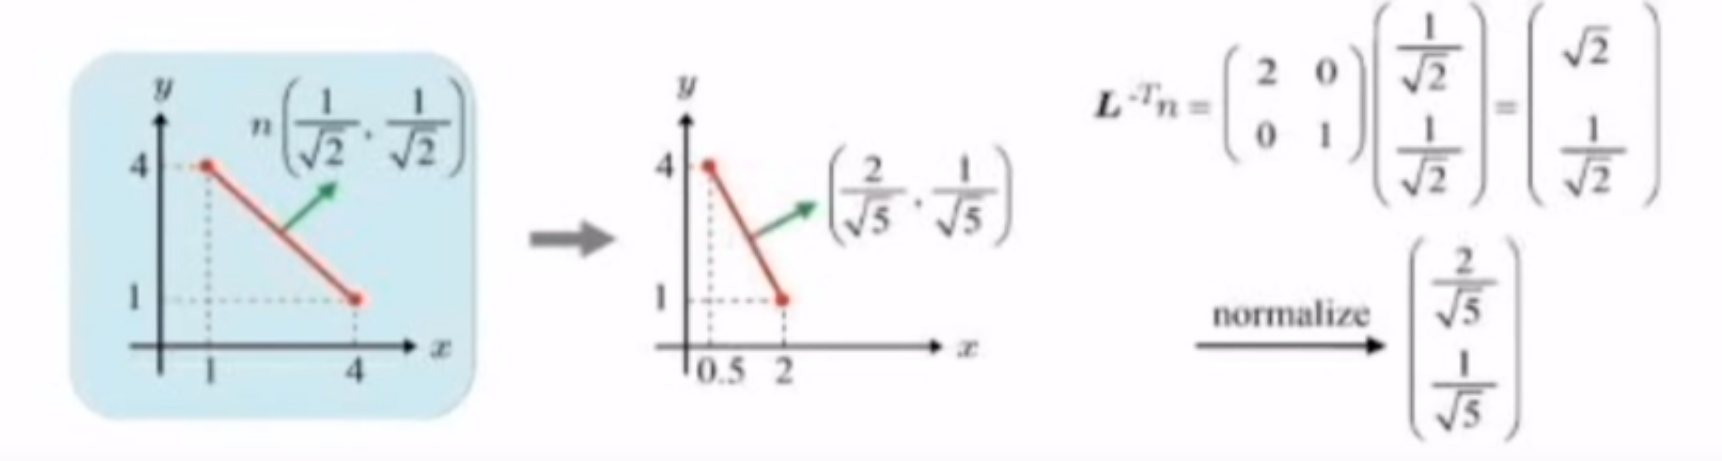 y
n(1/√2, 1/√2)
4
1
1 4 x
y
4
(2/√5, 1/√5)
1
0.5 2 x
L⁻ᵀn = (2 0 0 1)(1/√2 1/√2) = (√2 1/√2)
normalize
(2/√5 1/√5)